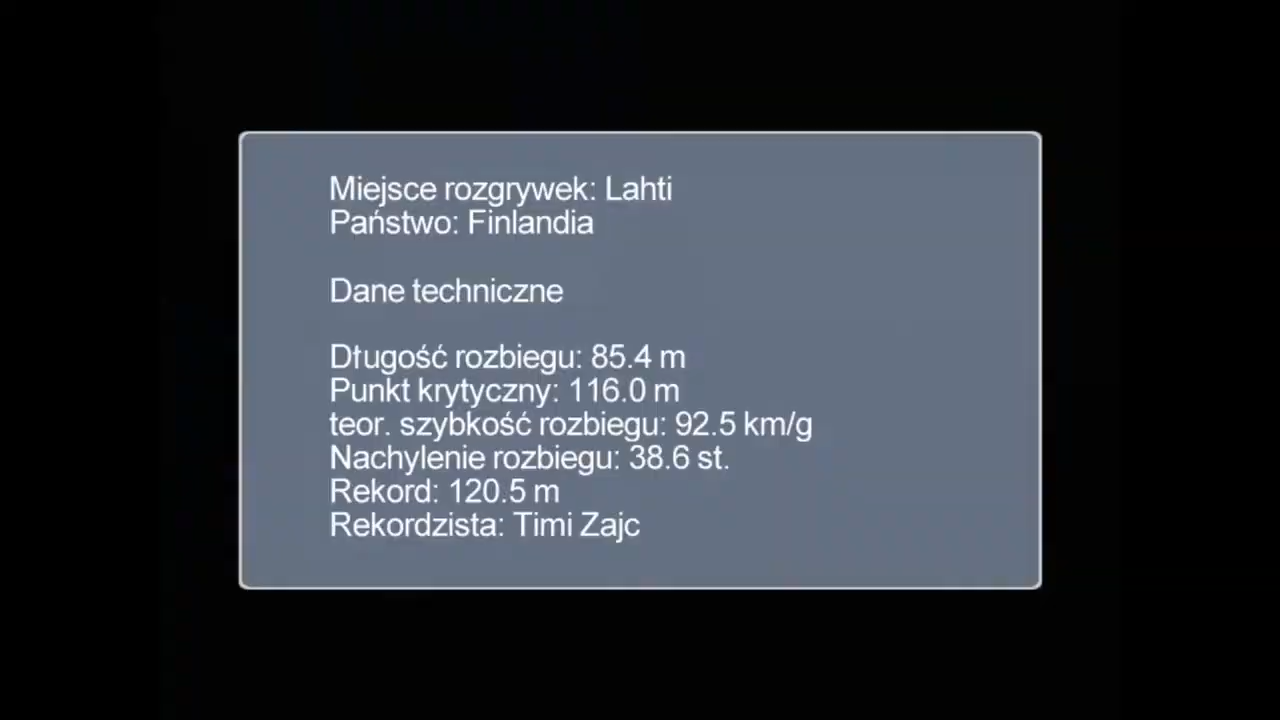 Miejsce rozgrywek: Lahti
Państwo: Finlandia
Dane techniczne
Długość rozbiegu: 85.4 m
Punkt krytyczny: 116.0 m
teor. szybkość rozbiegu: 92.5 km/g
Nachylenie rozbiegu: 38.6 st.
Rekord: 120.5 m
Rekordzista: Timi Zajc